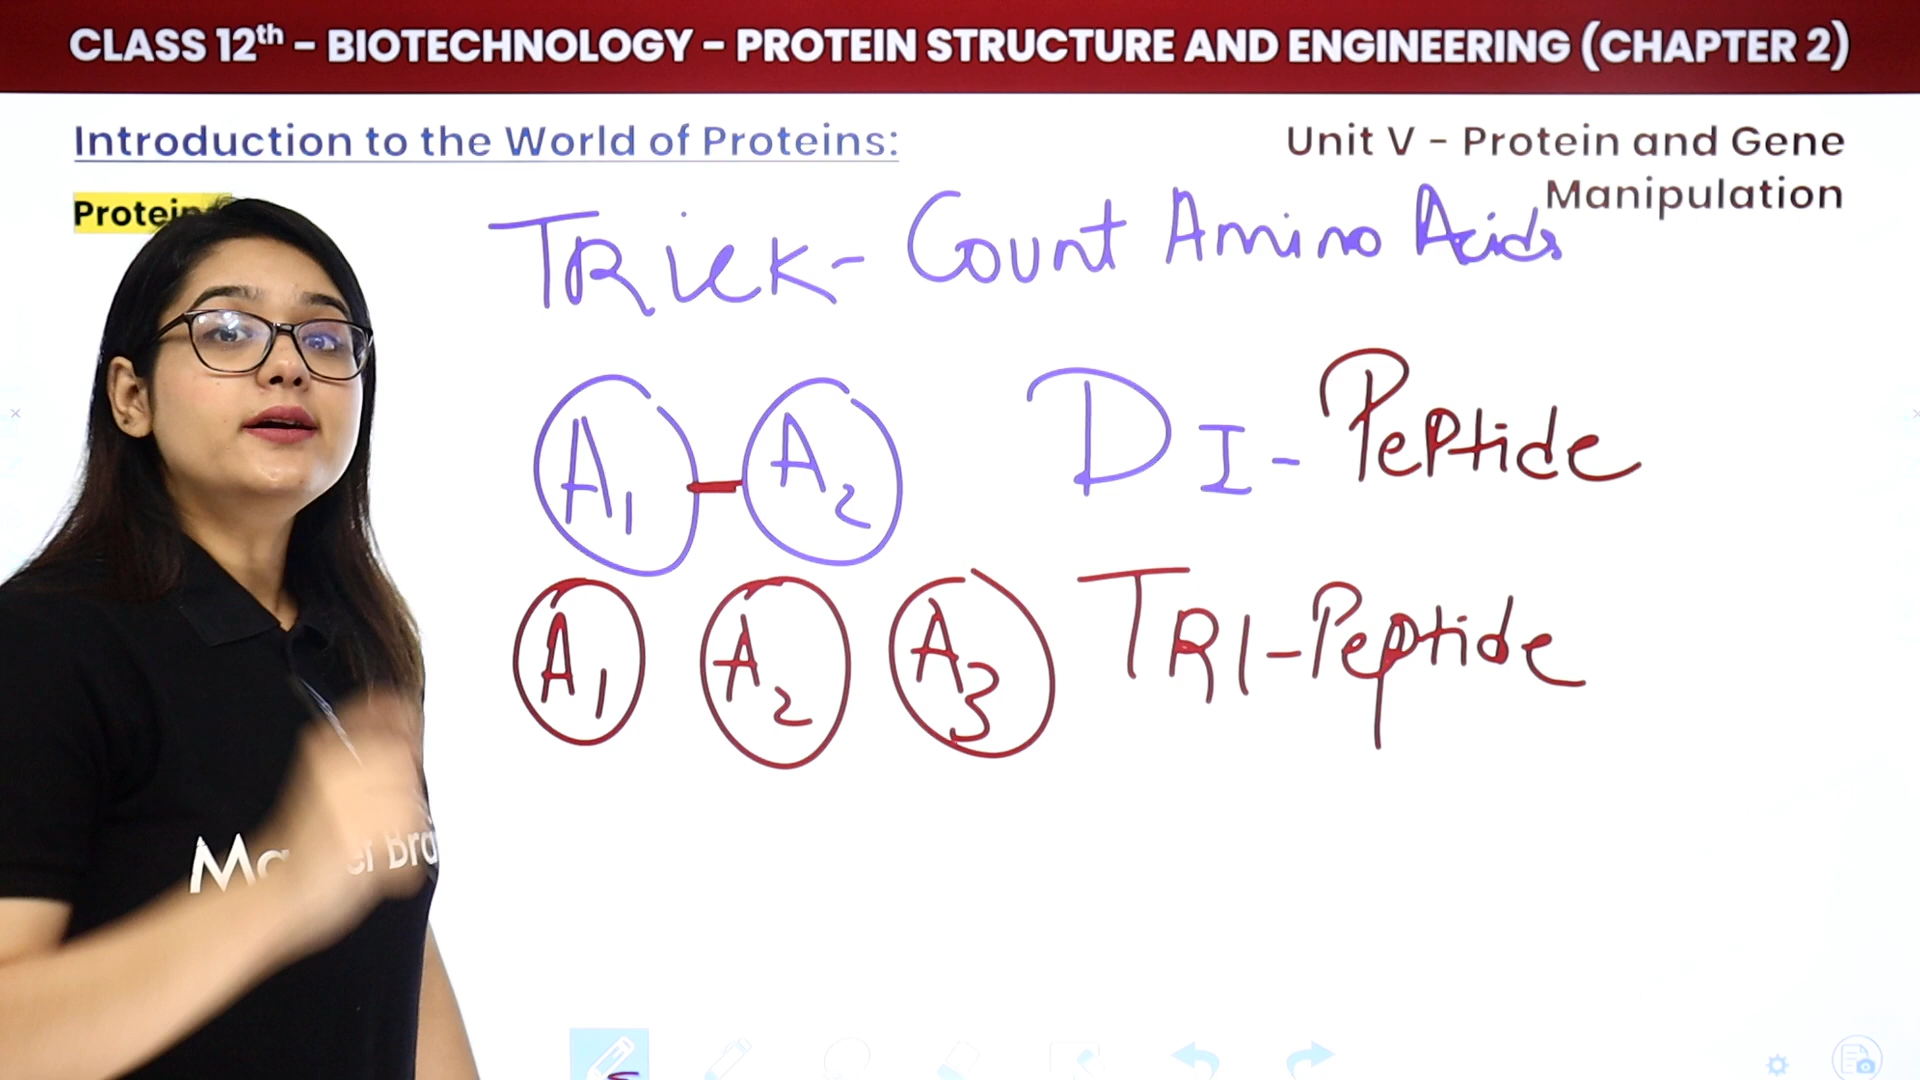 CLASS 12th – BIOTECHNOLOGY – PROTEIN STRUCTURE AND ENGINEERING (CHAPTER 2)
Introduction to the World of Proteins:
Unit V – Protein and Gene
Manipulation
Protein
TRick- Count Amino Acids
A1 - A2 DI- Peptide
A1 A2 A3 TRI-Peptide